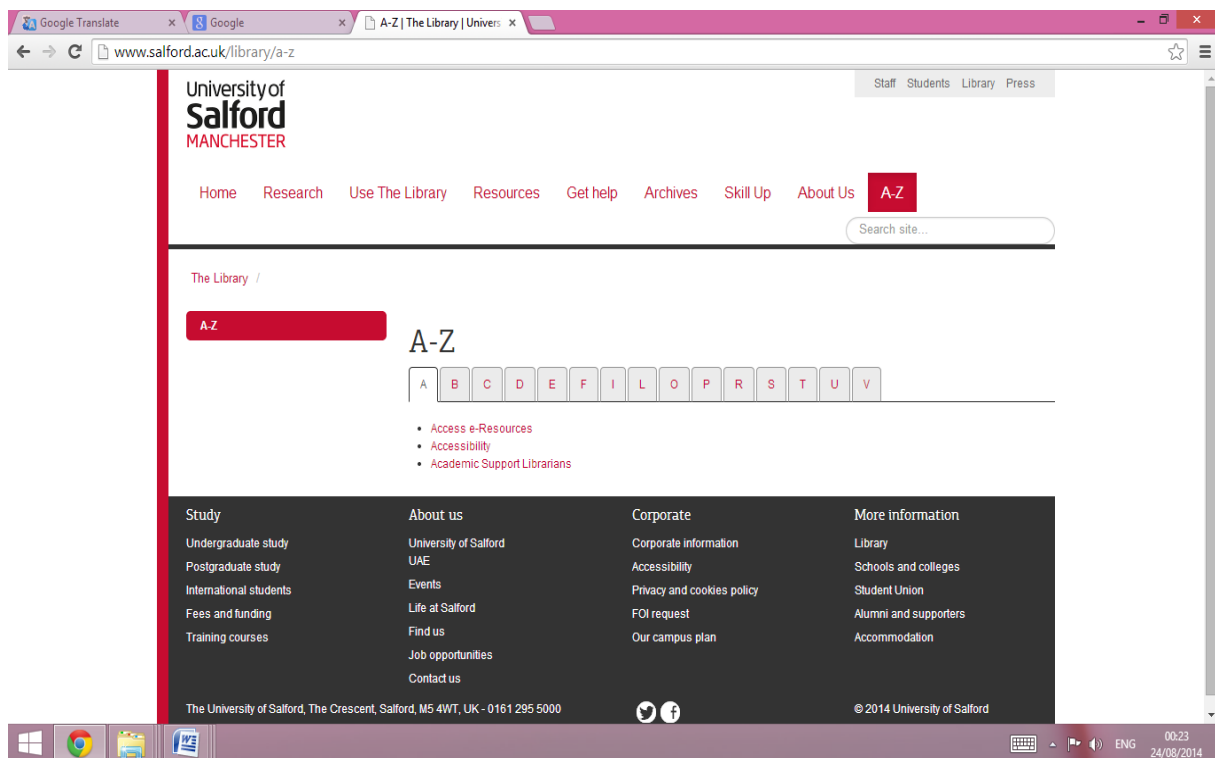 Google Translate Google A-Z | The Library | Univers
www.salford.ac.uk/library/a-z
Staff Students Library Press
University of
Salford
MANCHESTER
Home Research Use The Library Resources Get help Archives Skill Up About Us A-Z
Search site...
The Library /
A-Z
A-Z
A B C D E F I L O P R S T U V
Access e-Resources
Accessibility
Academic Support Librarians
Study
Undergraduate study
Postgraduate study
International students
Fees and funding
Training courses
About us
University of Salford
UAE
Events
Life at Salford
Find us
Job opportunities
Contact us
Corporate
Corporate information
Accessibility
Privacy and cookies policy
FOI request
Our campus plan
More information
Library
Schools and colleges
Student Union
Alumni and supporters
Accommodation
The University of Salford, The Crescent, Salford, M5 4WT, UK - 0161 295 5000
© 2014 University of Salford
ENG
00:23
24/08/2014